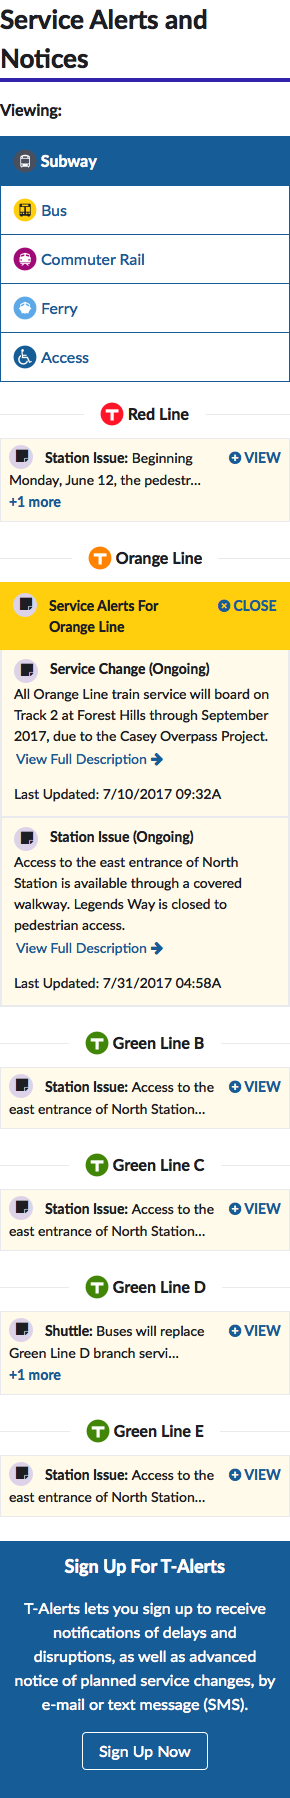 Service Alerts and
Notices
Viewing:
Subway
Bus
Commuter Rail
Ferry
Access
T Red Line
Station Issue: Beginning
Monday, June 12, the pedestr...
VIEW
+1 more
T Orange Line
Service Alerts For
Orange Line
CLOSE
Service Change (Ongoing)
All Orange Line train service will board on
Track 2 at Forest Hills through September
2017, due to the Casey Overpass Project.
View Full Description
Last Updated: 7/10/2017 09:32A
Station Issue (Ongoing)
Access to the east entrance of North
Station is available through a covered
walkway. Legends Way is closed to
pedestrian access.
View Full Description
Last Updated: 7/31/2017 04:58A
T Green Line B
Station Issue: Access to the
east entrance of North Station...
VIEW
T Green Line C
Station Issue: Access to the
east entrance of North Station...
VIEW
T Green Line D
Shuttle: Buses will replace
Green Line D branch servi...
VIEW
+1 more
T Green Line E
Station Issue: Access to the
east entrance of North Station...
VIEW
Sign Up For T-Alerts
T-Alerts lets you sign up to receive
notifications of delays and
disruptions, as well as advanced
notice of planned service changes, by
e-mail or text message (SMS).
Sign Up Now